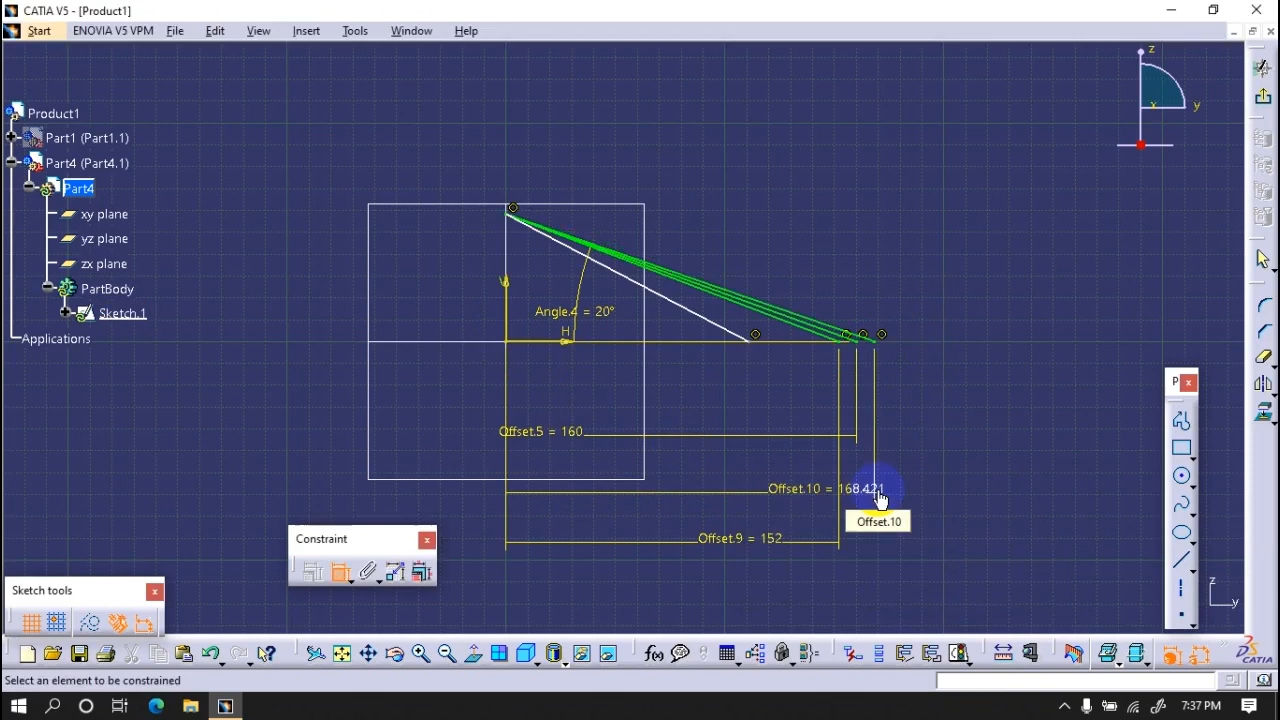 CATIA V5 - [Product1]
Start ENOVIA V5 VPM File Edit View Insert Tools Window Help
z
x y
Product1
Part1 (Part1.1)
Part4 (Part4.1)
Part4
xy plane
yz plane
zx plane
PartBody
Sketch.1
Applications
V
Angle.4 = 20°
H
P
Offset.5 = 160
Offset.10 = 168.421
Offset.10
Offset.9 = 152
Constraint
Sketch tools
z
y
f(x)
CATIA
Select an element to be constrained
7:37 PM